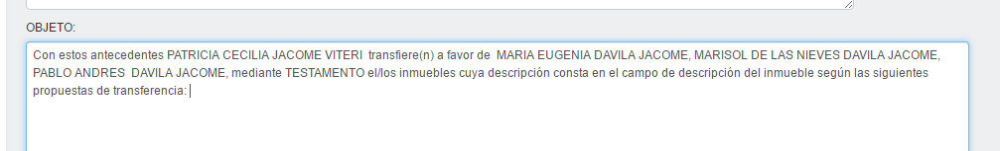 OBJETO:
Con estos antecedentes PATRICIA CECILIA JACOME VITERI  transfiere(n) a favor de  MARIA EUGENIA DAVILA JACOME, MARISOL DE LAS NIEVES DAVILA JACOME,
PABLO ANDRES  DAVILA JACOME, mediante TESTAMENTO el/los inmuebles cuya descripción consta en el campo de descripción del inmueble según las siguientes
propuestas de transferencia: